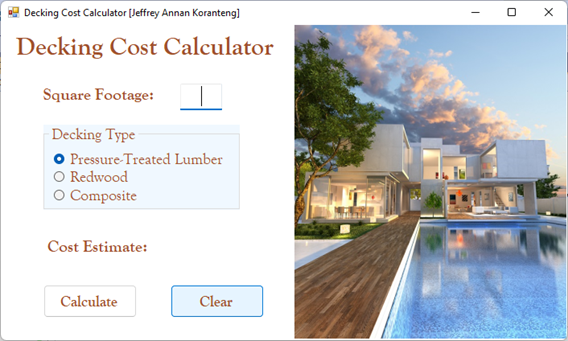 Decking Cost Calculator [Jeffrey Annan Koranteng]
Decking Cost Calculator
Square Footage:
Decking Type
Pressure-Treated Lumber
Redwood
Composite
Cost Estimate:
Calculate
Clear